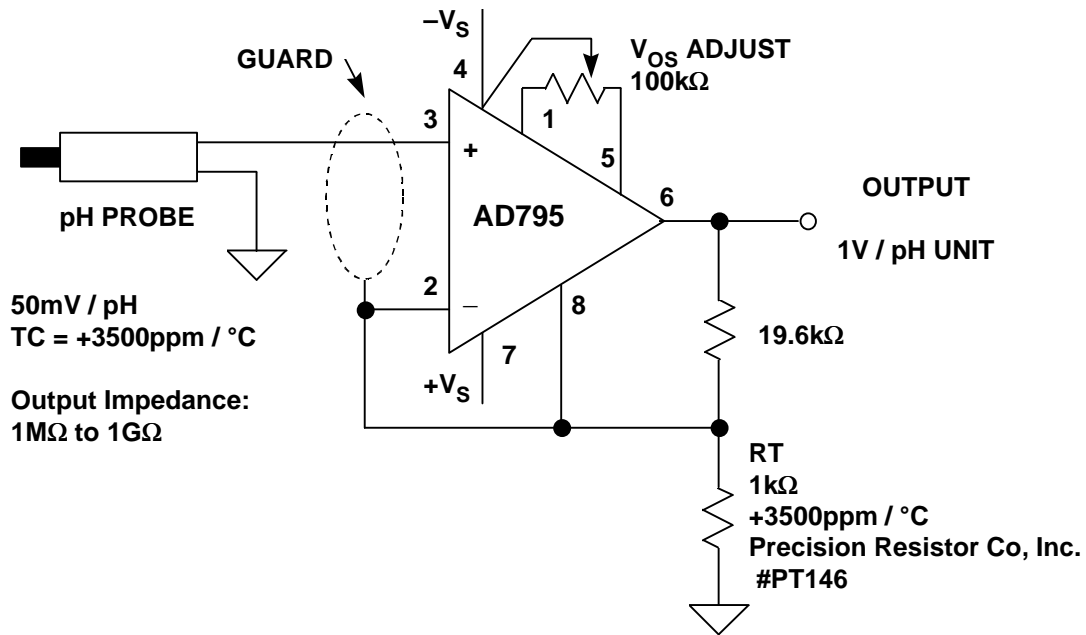 –VS
4
GUARD
VOS ADJUST
100kΩ
1
5
3
+
pH PROBE
AD795
6
OUTPUT
1V / pH UNIT
2
–
8
7
+VS
50mV / pH
TC = +3500ppm / °C
Output Impedance:
1MΩ to 1GΩ
19.6kΩ
RT
1kΩ
+3500ppm / °C
Precision Resistor Co, Inc.
#PT146